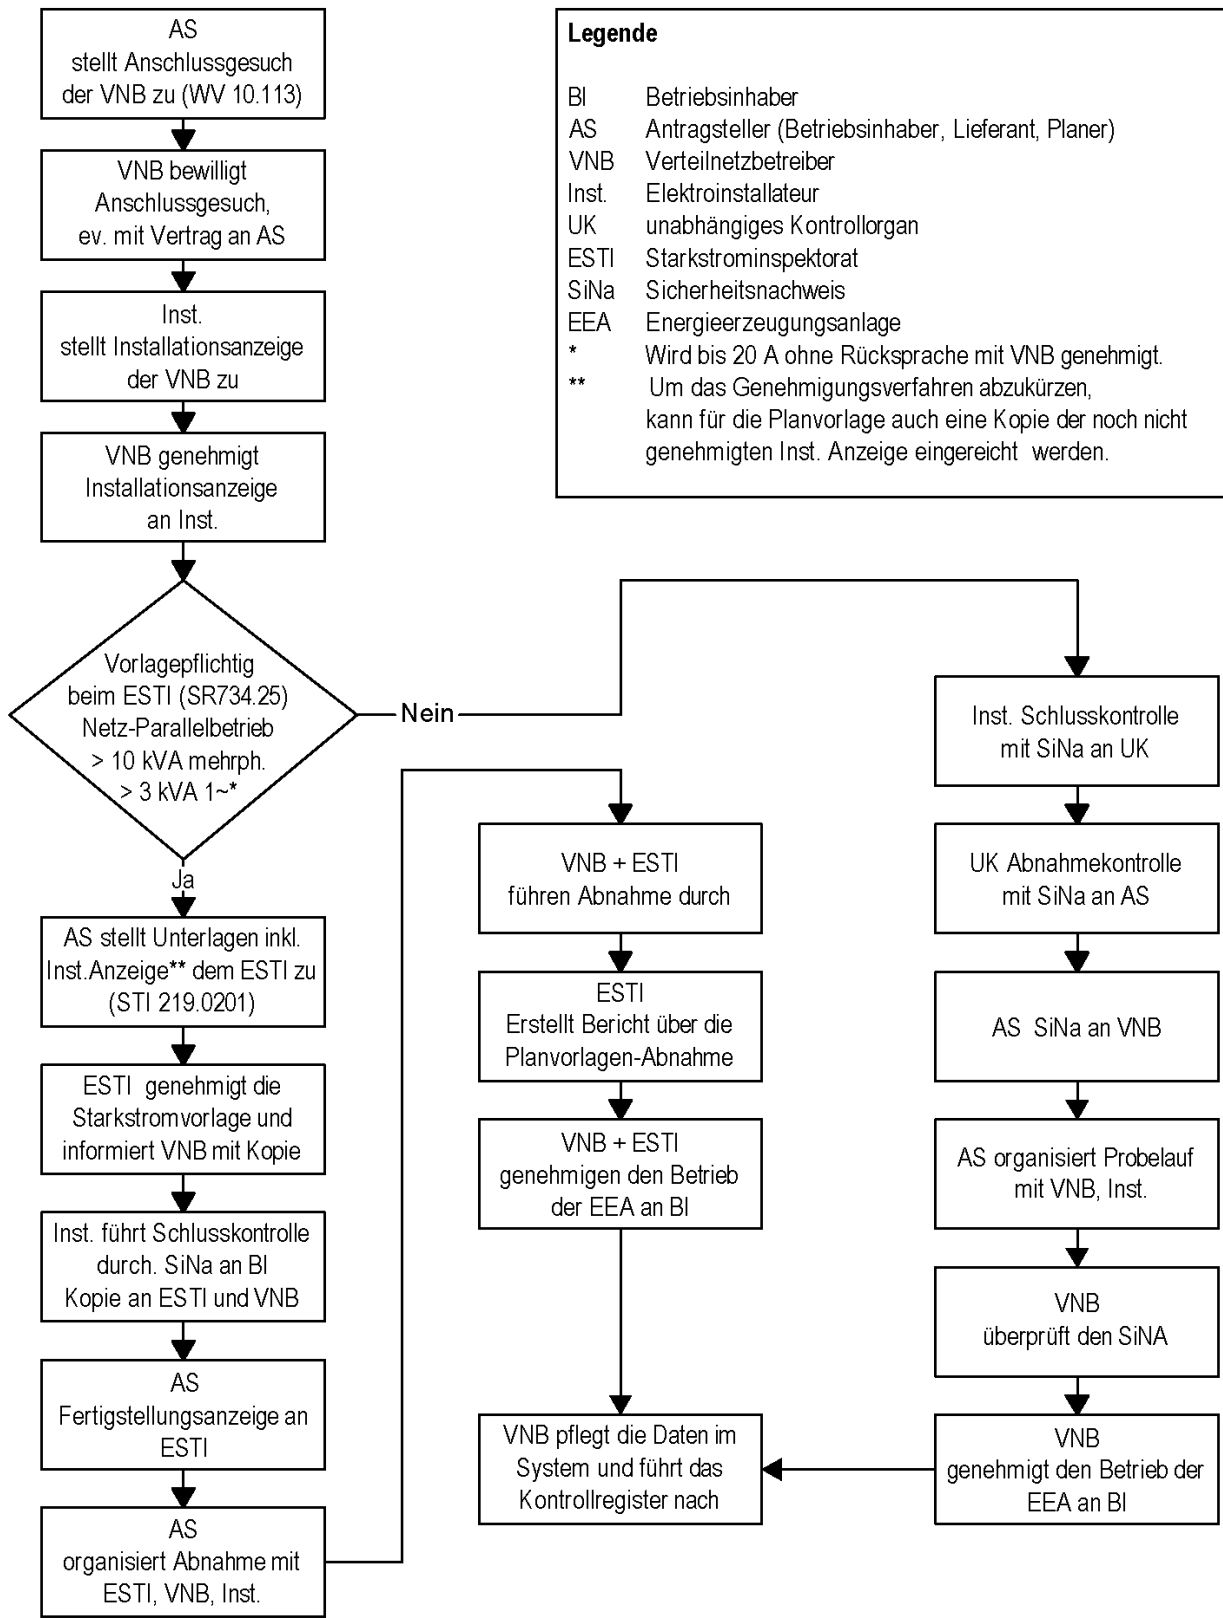 AS
stellt Anschlussgesuch
der VNB zu (WV 10.113)
VNB bewilligt
Anschlussgesuch,
ev. mit Vertrag an AS
Inst.
stellt Installationsanzeige
der VNB zu
VNB genehmigt
Installationsanzeige
an Inst.
Legende
BI Betriebsinhaber
AS Antragsteller (Betriebsinhaber, Lieferant, Planer)
VNB Verteilnetzbetreiber
Inst. Elektroinstallateur
UK unabhängiges Kontrollorgan
ESTI Starkstrominspektorat
SiNa Sicherheitsnachweis
EEA Energieerzeugungsanlage
* Wird bis 20 A ohne Rücksprache mit VNB genehmigt.
** Um das Genehmigungsverfahren abzukürzen,
kann für die Planvorlage auch eine Kopie der noch nicht
genehmigten Inst. Anzeige eingereicht werden.
Vorlagepflichtig
beim ESTI (SR734.25)
Netz-Parallelbetrieb
> 10 kVA mehrph.
> 3 kVA 1~*
Nein
Ja
AS stellt Unterlagen inkl.
Inst.Anzeige** dem ESTI zu
(STI 219.0201)
ESTI genehmigt die
Starkstromvorlage und
informiert VNB mit Kopie
Inst. führt Schlusskontrolle
durch. SiNa an BI
Kopie an ESTI und VNB
AS
Fertigstellungsanzeige an
ESTI
AS
organisiert Abnahme mit
ESTI, VNB, Inst.
VNB + ESTI
führen Abnahme durch
ESTI
Erstellt Bericht über die
Planvorlagen-Abnahme
VNB + ESTI
genehmigen den Betrieb
der EEA an BI
VNB pflegt die Daten im
System und führt das
Kontrollregister nach
Inst. Schlusskontrolle
mit SiNa an UK
UK Abnahmekontrolle
mit SiNa an AS
AS SiNa an VNB
AS organisiert Probelauf
mit VNB, Inst.
VNB
überprüft den SiNA
VNB
genehmigt den Betrieb der
EEA an BI